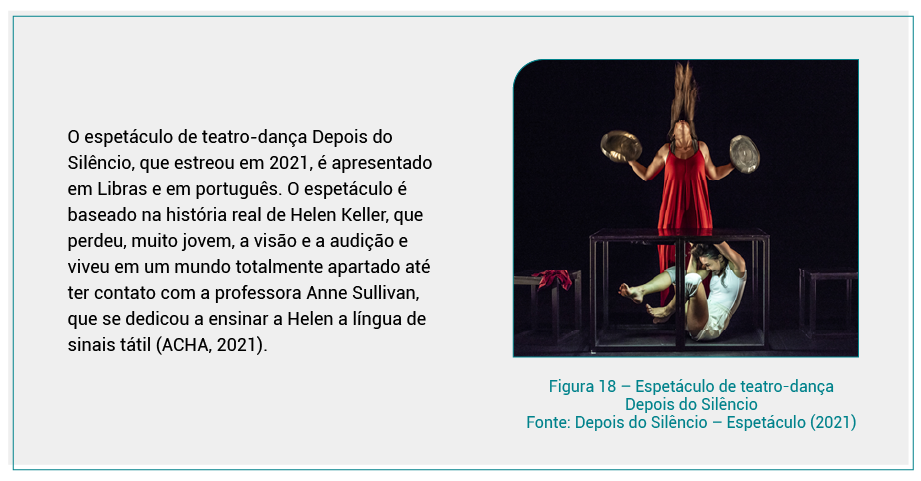 O espetáculo de teatro-dança Depois do
Silêncio, que estreou em 2021, é apresentado
em Libras e em português. O espetáculo é
baseado na história real de Helen Keller, que
perdeu, muito jovem, a visão e a audição e
viveu em um mundo totalmente apartado até
ter contato com a professora Anne Sullivan,
que se dedicou a ensinar a Helen a língua de
sinais tátil (ACHA, 2021).
Figura 18 – Espetáculo de teatro-dança
Depois do Silêncio
Fonte: Depois do Silêncio – Espetáculo (2021)